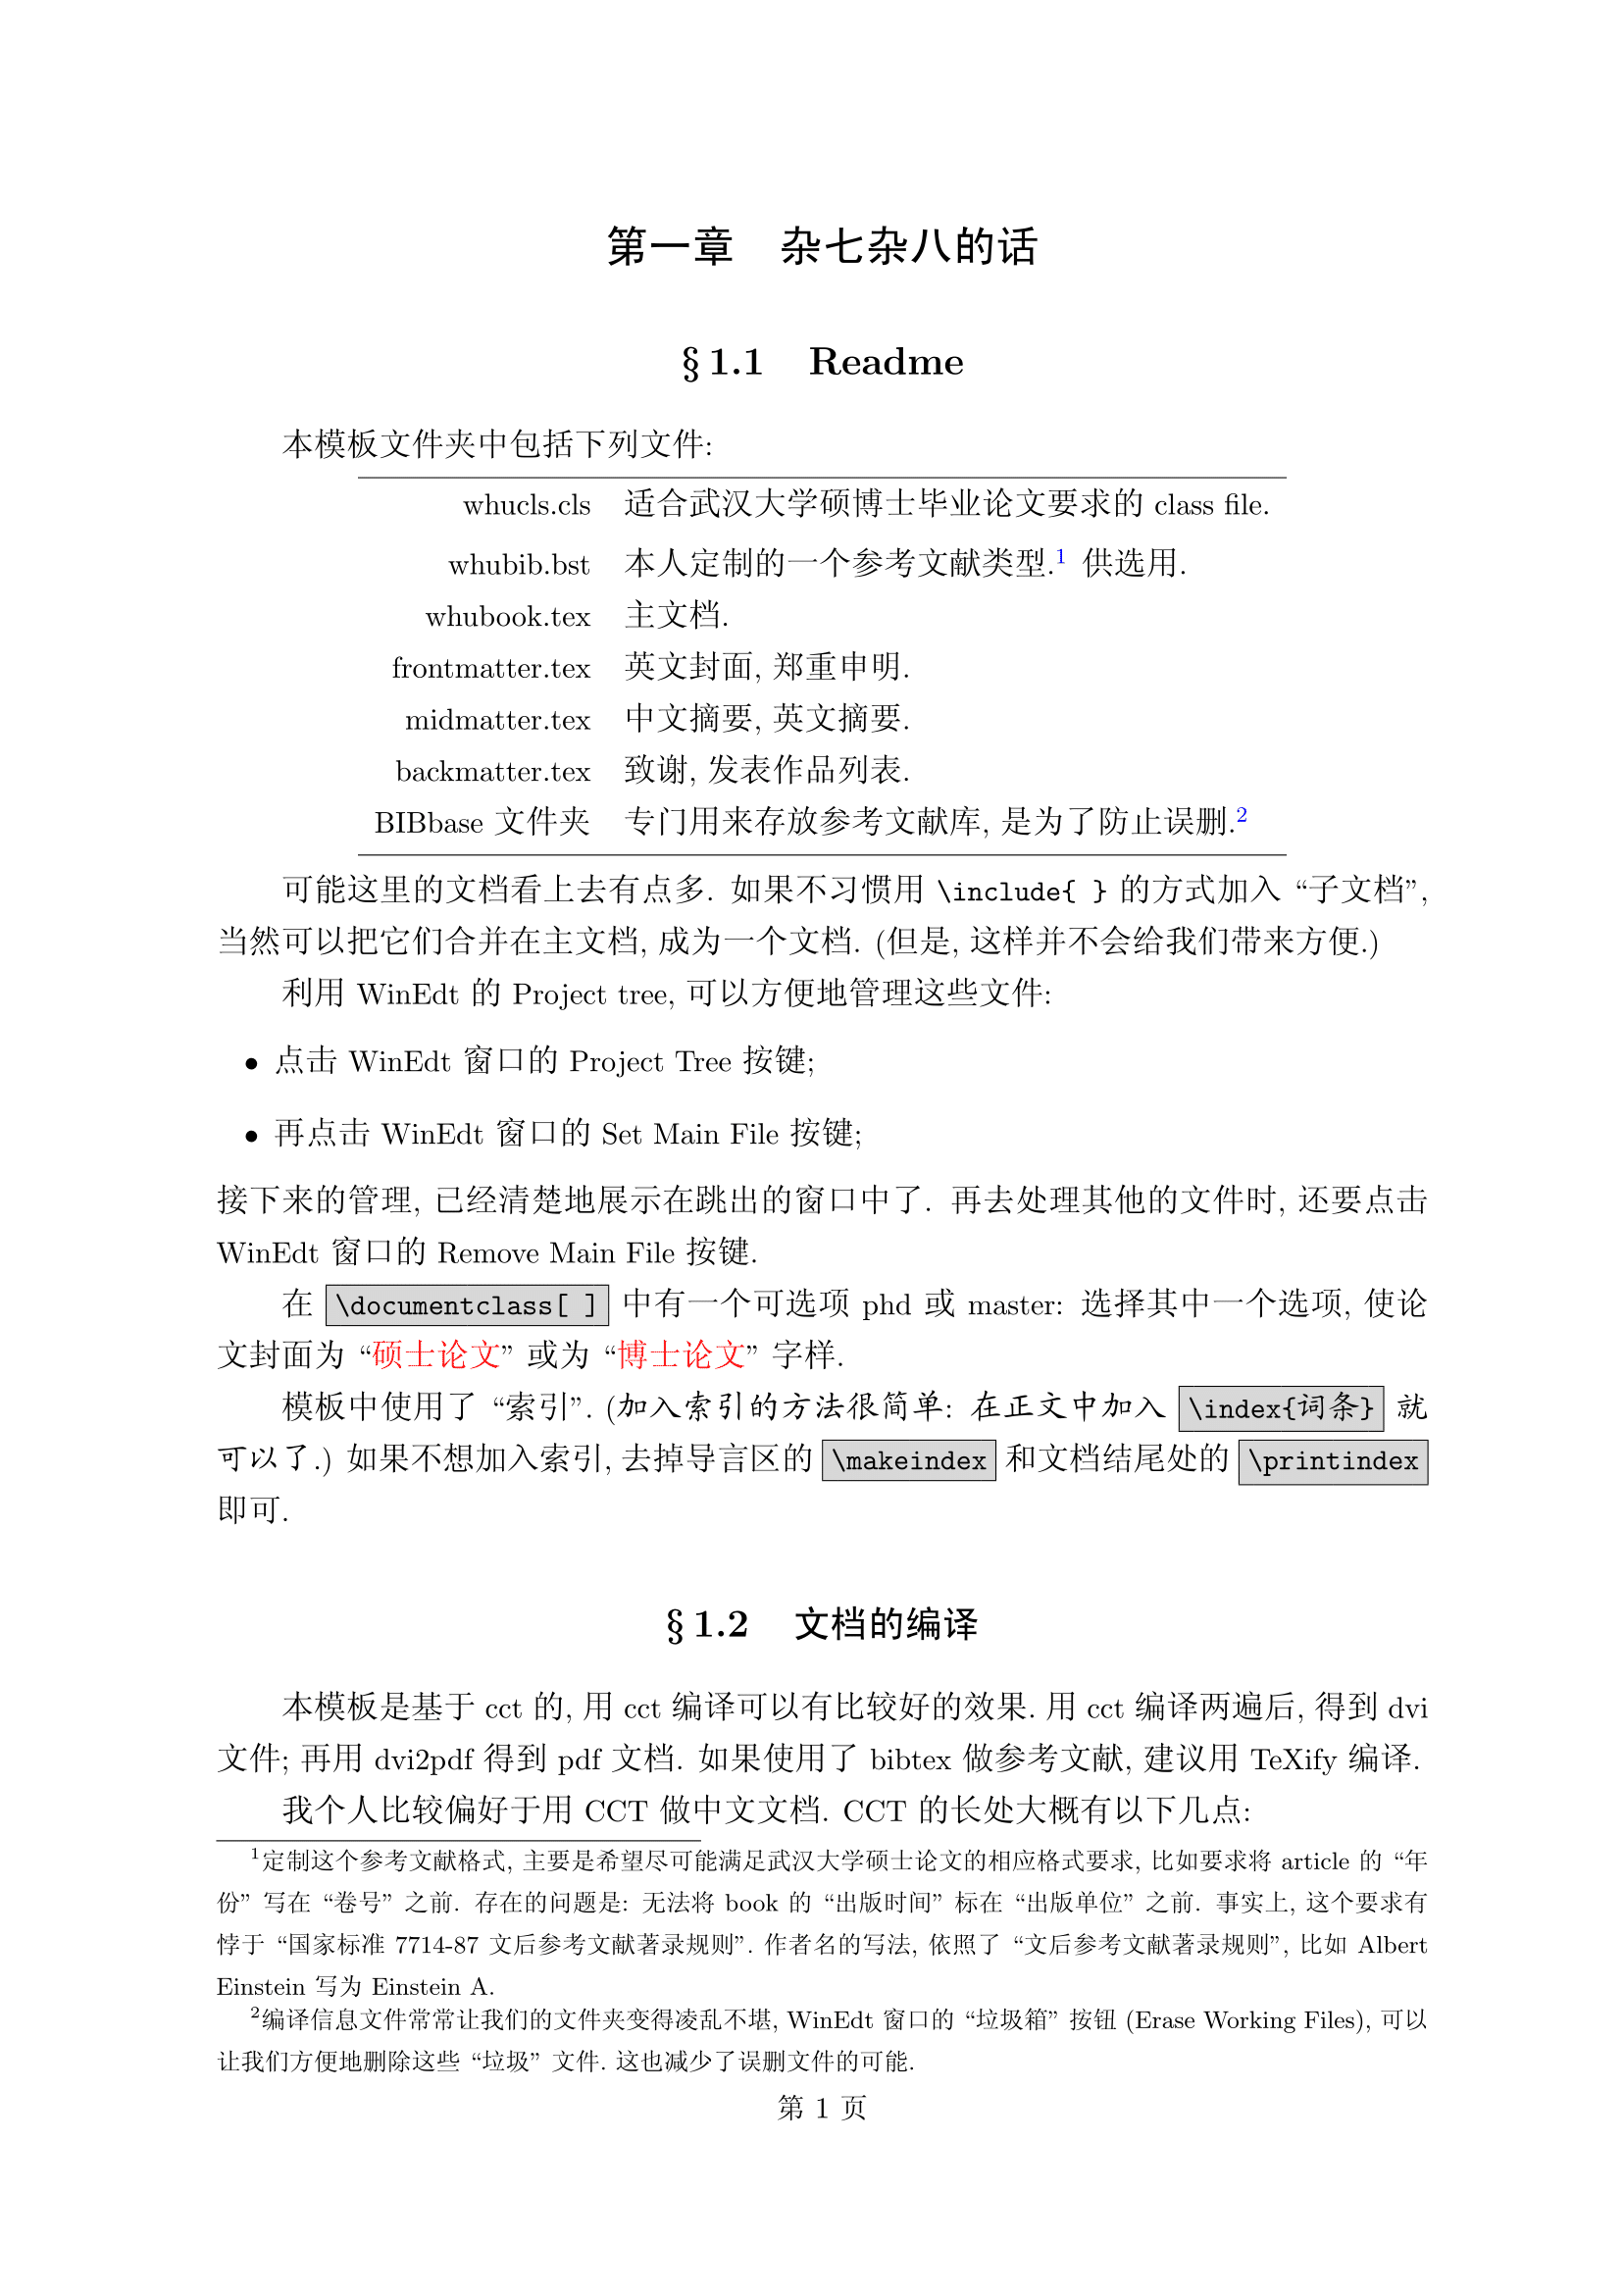 第一章 杂七杂八的话
§ 1.1 Readme
本模板文件夹中包括下列文件:
whucls.cls 适合武汉大学硕博士毕业论文要求的 class file.
whubib.bst 本人定制的一个参考文献类型.1 供选用.
whubook.tex 主文档.
frontmatter.tex 英文封面, 郑重申明.
midmatter.tex 中文摘要, 英文摘要.
backmatter.tex 致谢, 发表作品列表.
BIBbase 文件夹 专门用来存放参考文献库, 是为了防止误删.2
可能这里的文档看上去有点多. 如果不习惯用 \include{ } 的方式加入 “子文档”,
当然可以把它们合并在主文档, 成为一个文档. (但是, 这样并不会给我们带来方便.)
利用 WinEdt 的 Project tree, 可以方便地管理这些文件:
• 点击 WinEdt 窗口的 Project Tree 按键;
• 再点击 WinEdt 窗口的 Set Main File 按键;
接下来的管理, 已经清楚地展示在跳出的窗口中了. 再去处理其他的文件时, 还要点击
WinEdt 窗口的 Remove Main File 按键.
在 \documentclass[ ] 中有一个可选项 phd 或 master: 选择其中一个选项, 使论
文封面为 “硕士论文” 或为 “博士论文” 字样.
模板中使用了 “索引”. (加入索引的方法很简单: 在正文中加入 \index{词条} 就
可以了.) 如果不想加入索引, 去掉导言区的 \makeindex 和文档结尾处的 \printindex
即可.
§ 1.2 文档的编译
本模板是基于 cct 的, 用 cct 编译可以有比较好的效果. 用 cct 编译两遍后, 得到 dvi
文件; 再用 dvi2pdf 得到 pdf 文档. 如果使用了 bibtex 做参考文献, 建议用 TeXify 编译.
我个人比较偏好于用 CCT 做中文文档. CCT 的长处大概有以下几点:
1定制这个参考文献格式, 主要是希望尽可能满足武汉大学硕士论文的相应格式要求, 比如要求将 article 的 “年
份” 写在 “卷号” 之前. 存在的问题是: 无法将 book 的 “出版时间” 标在 “出版单位” 之前. 事实上, 这个要求有
悖于 “国家标准 7714-87 文后参考文献著录规则”. 作者名的写法, 依照了 “文后参考文献著录规则”, 比如 Albert
Einstein 写为 Einstein A.
2编译信息文件常常让我们的文件夹变得凌乱不堪, WinEdt 窗口的 “垃圾箱” 按钮 (Erase Working Files), 可以
让我们方便地删除这些 “垃圾” 文件. 这也减少了误删文件的可能.
第 1 页